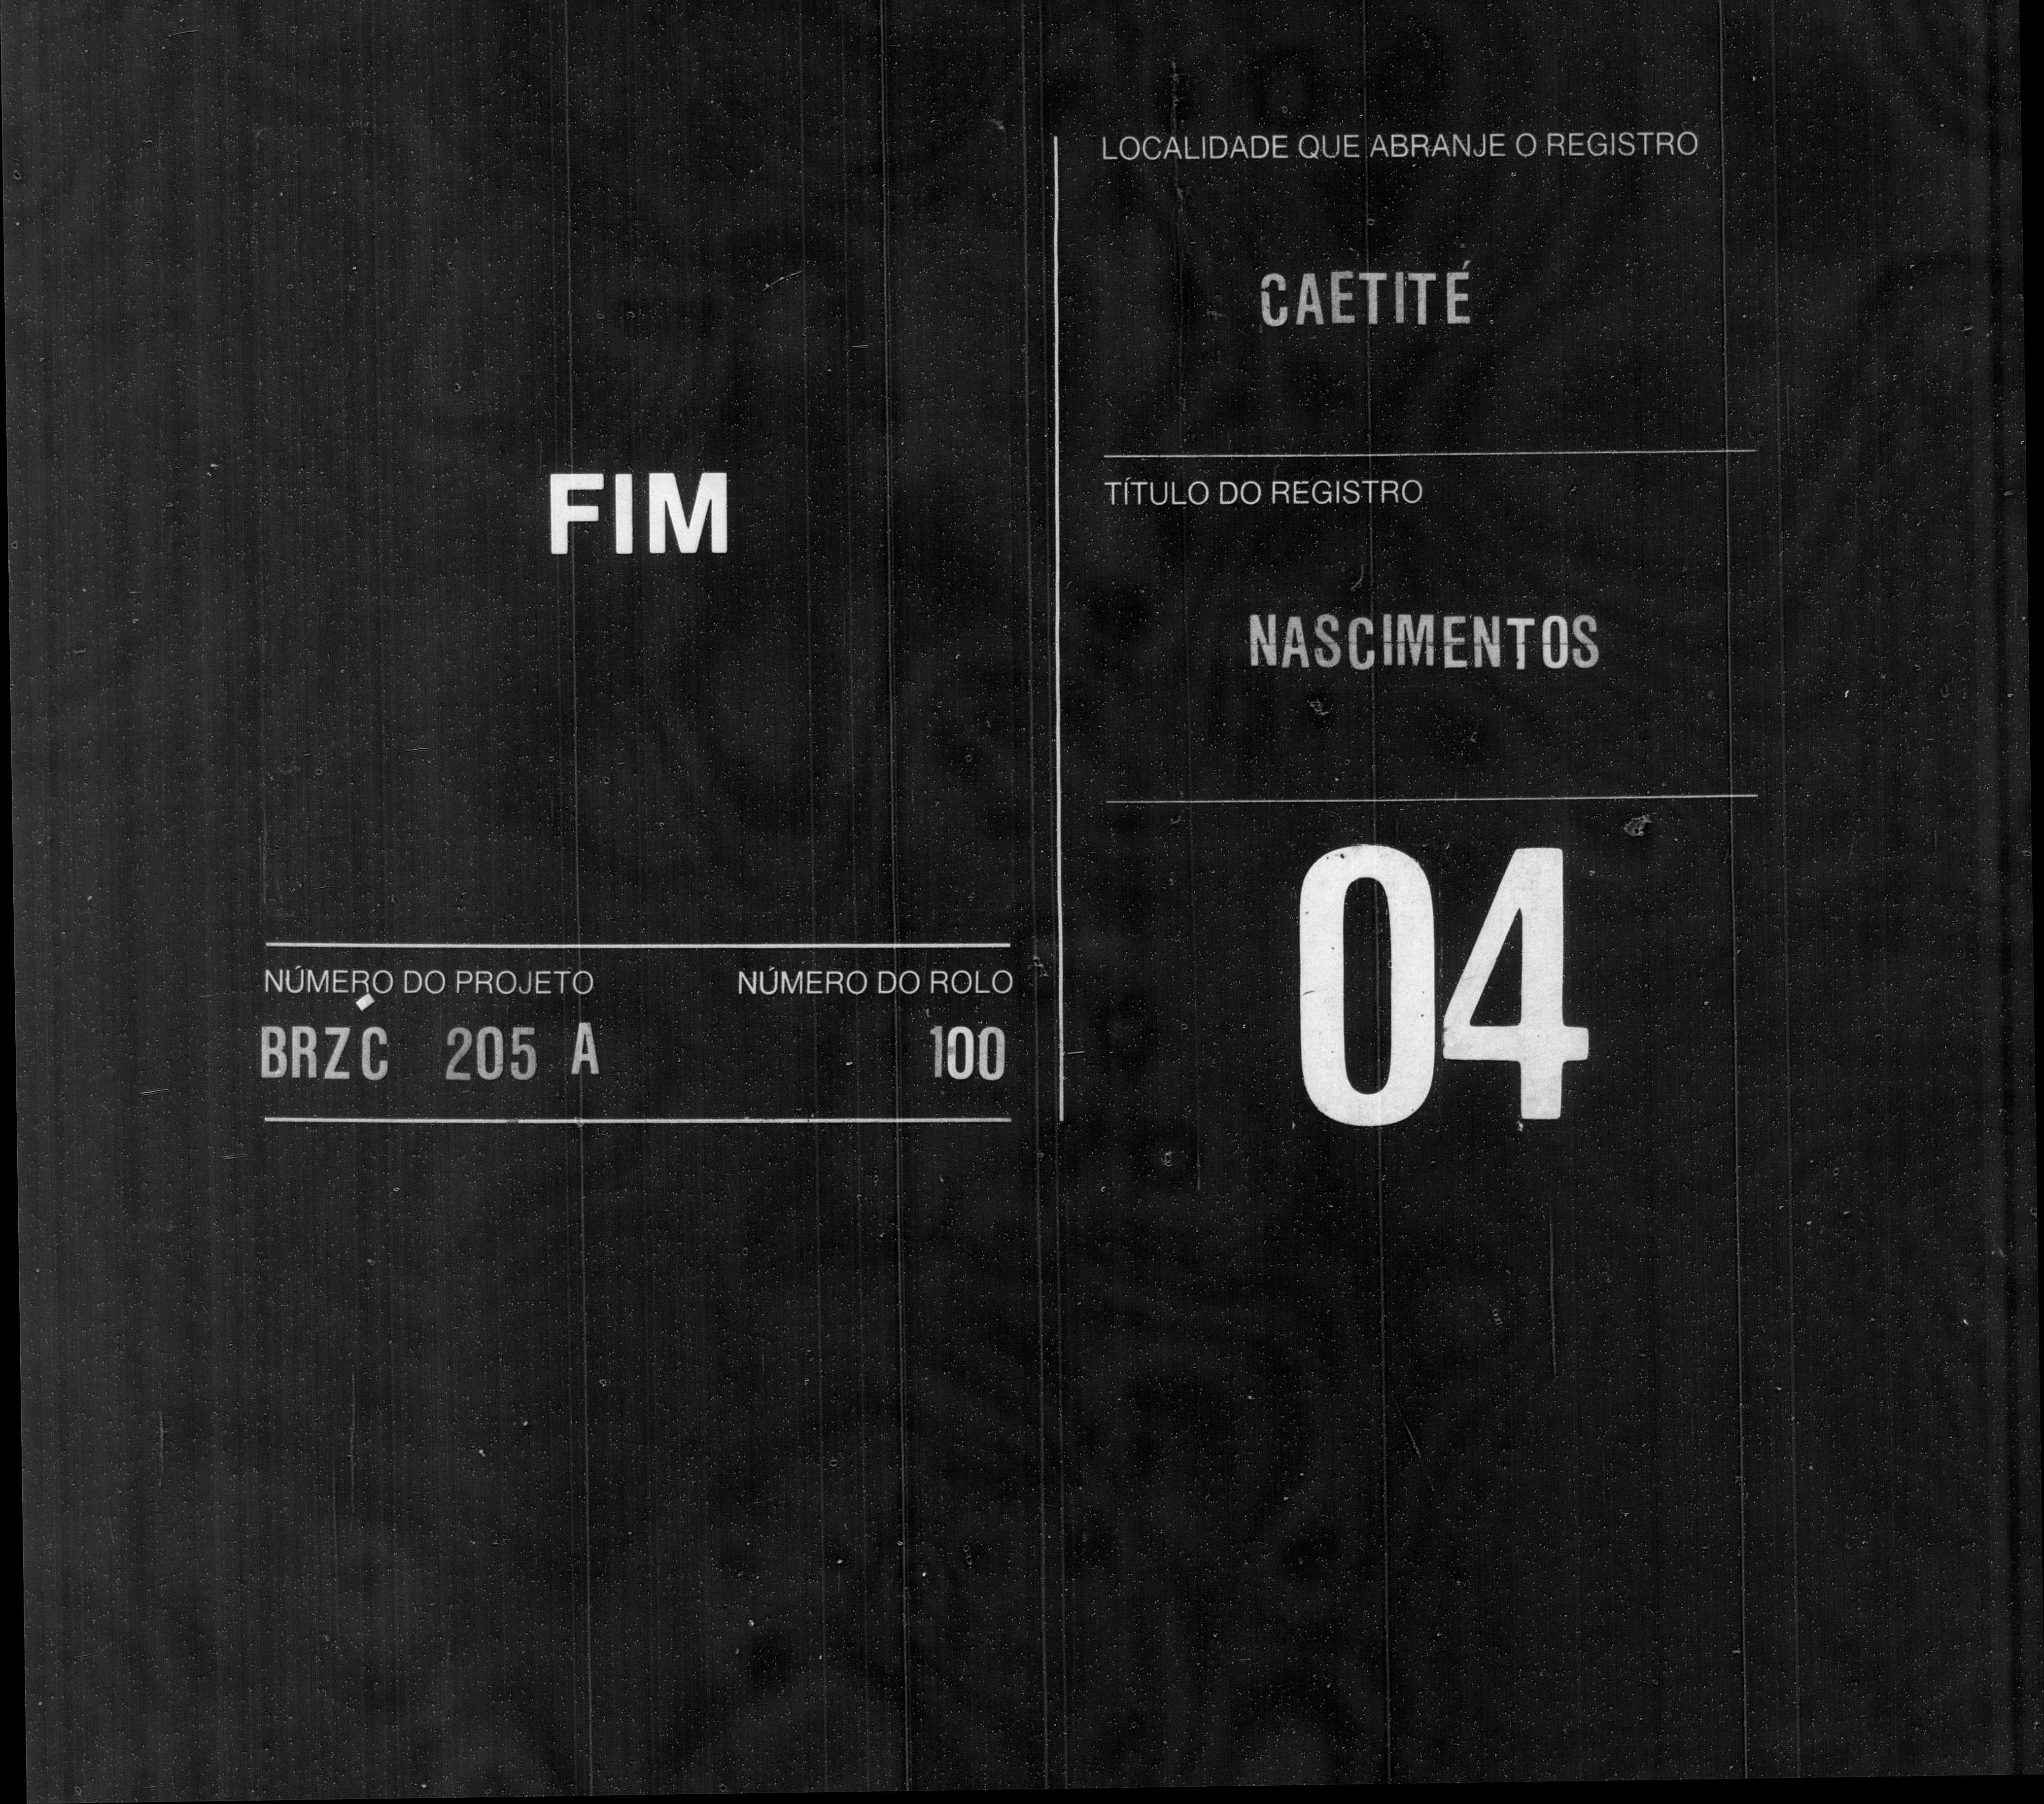 FIM
NÚMERO DO PROJETO
BRZC 205 A
NÚMERO DO ROLO
100
LOCALIDADE QUE ABRANJE O REGISTRO
CAETITÉ
TÍTULO DO REGISTRO
NASCIMENTOS
04